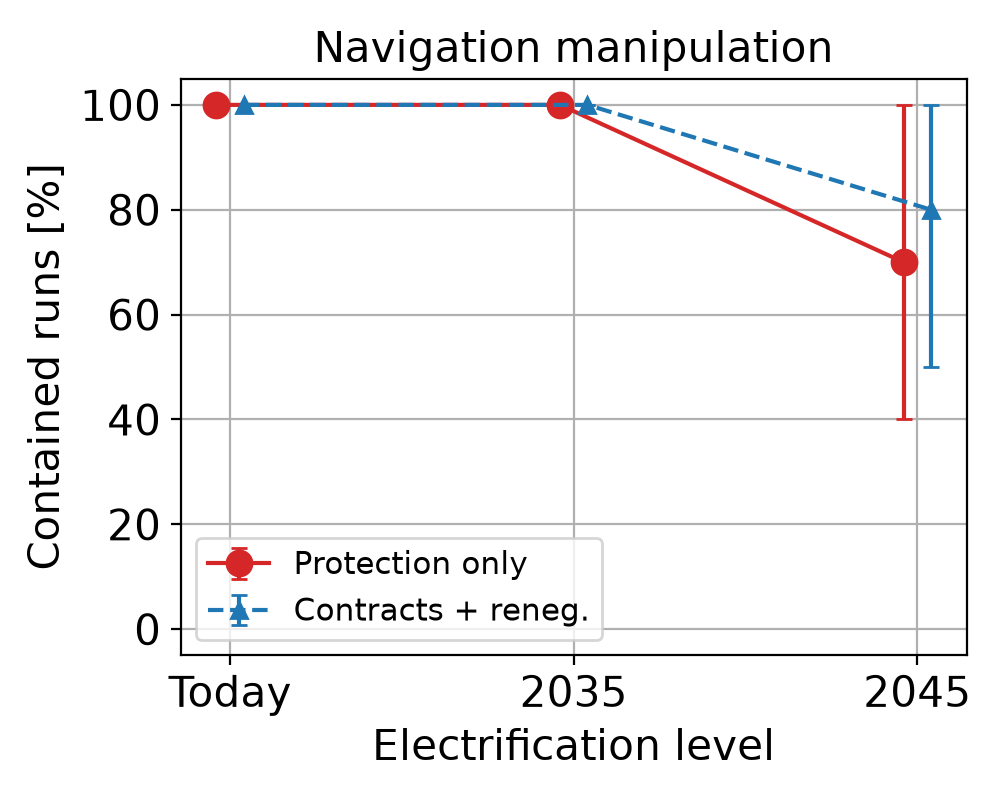 Navigation manipulation
Contained runs [%]
100
80
60
40
20
0
Protection only
Contracts + reneg.
Today
2035
2045
Electrification level